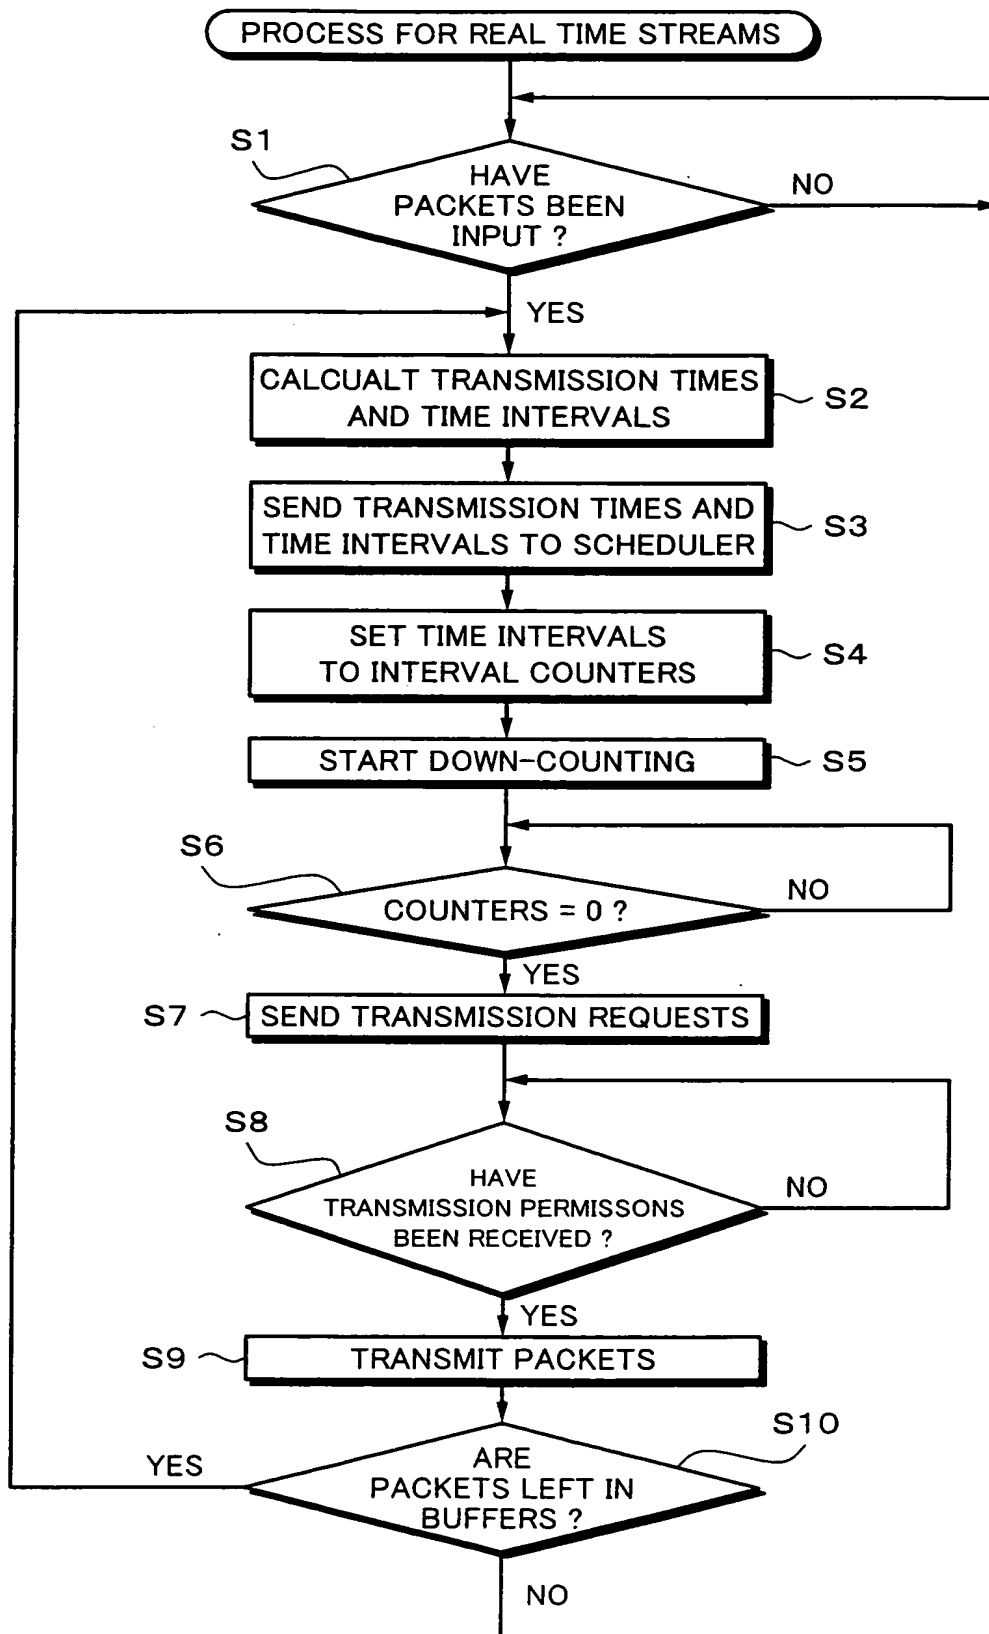 PROCESS FOR REAL TIME STREAMS
S1
HAVE
PACKETS BEEN
INPUT ?
NO
YES
CALCUALT TRANSMISSION TIMES
AND TIME INTERVALS
S2
SEND TRANSMISSION TIMES AND
TIME INTERVALS TO SCHEDULER
S3
SET TIME INTERVALS
TO INTERVAL COUNTERS
S4
START DOWN-COUNTING
S5
S6
COUNTERS = 0 ?
NO
YES
S7
SEND TRANSMISSION REQUESTS
S8
HAVE
TRANSMISSION PERMISSONS
BEEN RECEIVED ?
NO
YES
S9
TRANSMIT PACKETS
S10
YES
ARE
PACKETS LEFT IN
BUFFERS ?
NO